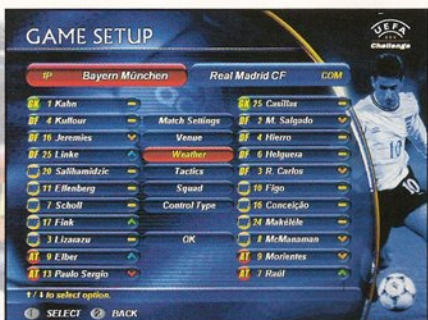 GAME SETUP
UEFA
Challenge
1P Bayern München Real Madrid CF COM
GK 1 Kahn GK 25 Casillas
DF 4 Kuffour Match Settings DF 2 M. Salgado
DF 16 Jeremies Venue DF 4 Hierro
DF 25 Linke Weather DF 6 Helguera
20 Salihamidzic Tactics DF 3 R. Carlos
11 Effenberg Squad 10 Figo
7 Scholl Control Type 16 Conceição
17 Fink 24 Makélélé
3 Lizarazu OK 8 McManaman
AT 9 Elber AT 9 Morientes
AT 13 Paulo Sergio AT 7 Raúl
↑ / ↓ to select option.
1 SELECT 2 BACK
10